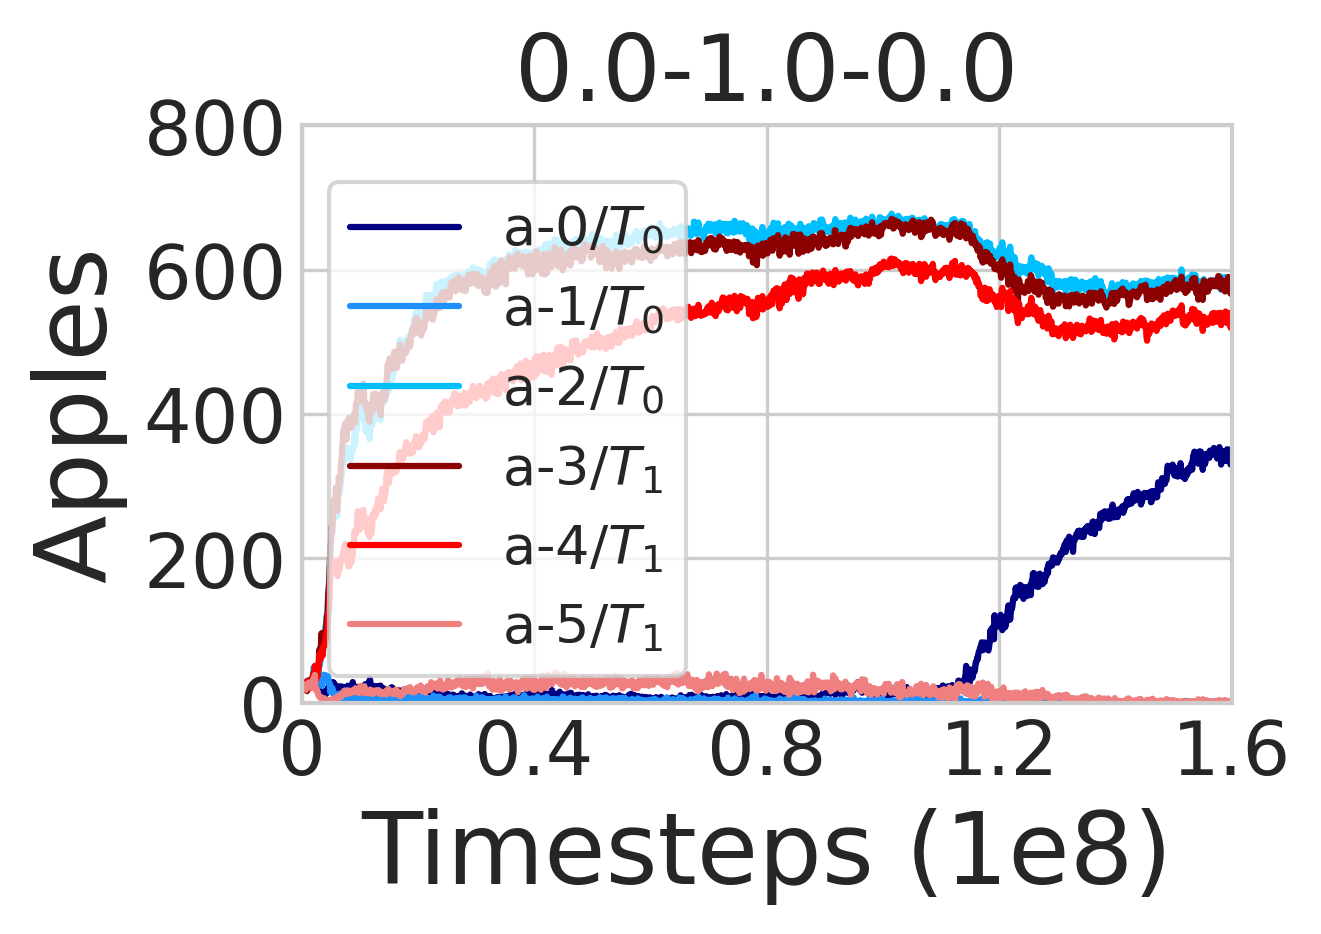 0.0-1.0-0.0
800
600
400
200
0
Apples
a-0/T₀
a-1/T₀
a-2/T₀
a-3/T₁
a-4/T₁
a-5/T₁
0 0.4 0.8 1.2 1.6
Timesteps (1e8)